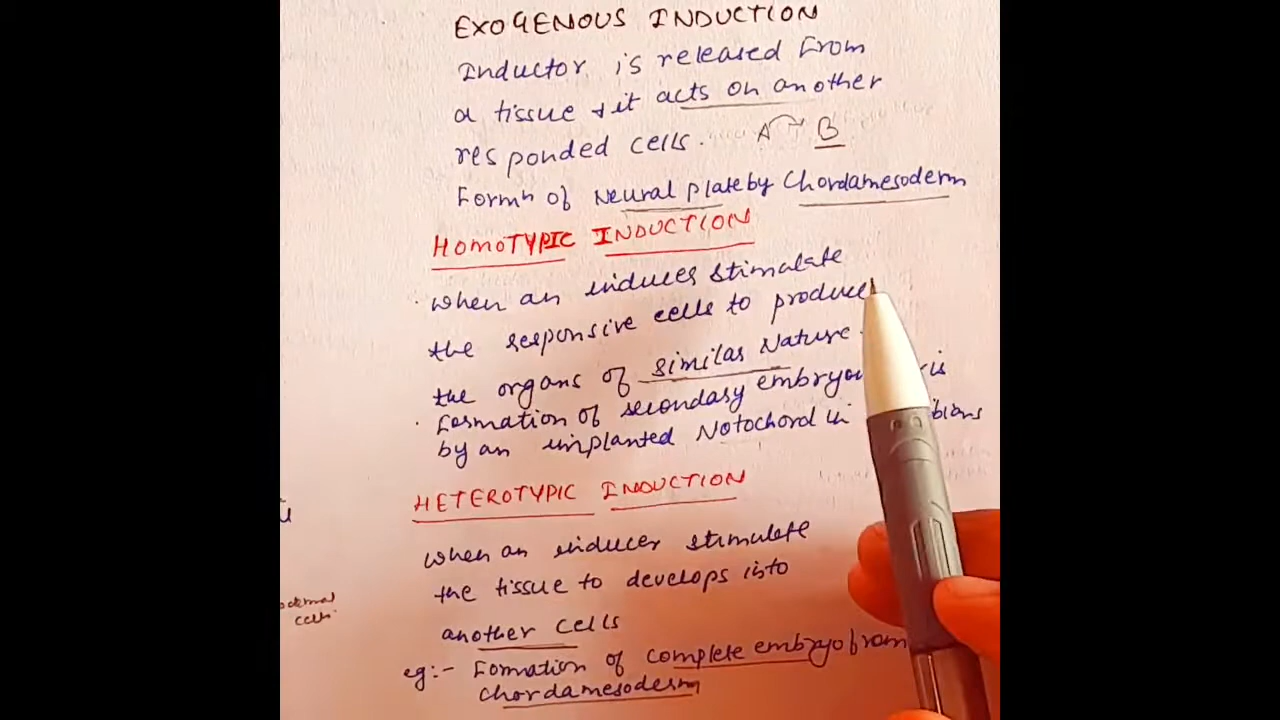 EXOGENOUS INDUCTION
Inductor is released from
a tissue & it acts on another
responded cells. A → B
Formn of Neural plate by Chordamesoderm
HOMOTYPIC INDUCTION
· when an inducer stimulate
the responsive cells to produce
the organs of similar Nature
· Formation of secondary
by an implanted Notochord in
HETEROTYPIC INDUCTION
when an inducer stimulate
the tissue to develops into
another cells
eg:- Formation of complete embryo from
chordamesoderm
cells